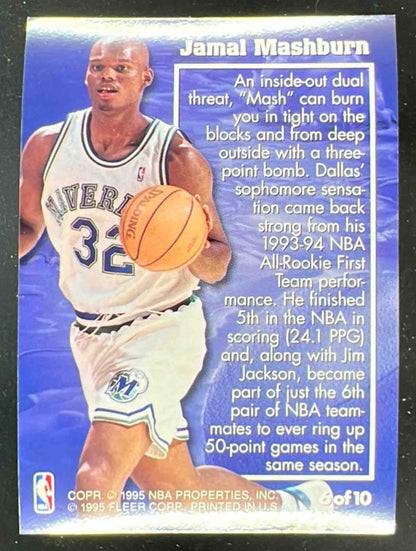 Jamal Mashburn
An inside-out dual
threat, "Mash" can burn
you in tight on the
blocks and from deep
outside with a three-
point bomb. Dallas'
sophomore sensa-
tion came back
strong from his
1993-94 NBA
All-Rookie First
Team perfor-
mance. He finished
5th in the NBA in
scoring (24.1 PPG)
and, along with Jim
Jackson, became
part of just the 6th
pair of NBA team-
mates to ever ring up
50-point games in the
same season.
MAVERA
32
SPALDING
M
NBA
COPR. © 1995 NBA PROPERTIES, INC.
© 1995 FLEER CORP. PRINTED IN U.S.A.
6 of 10